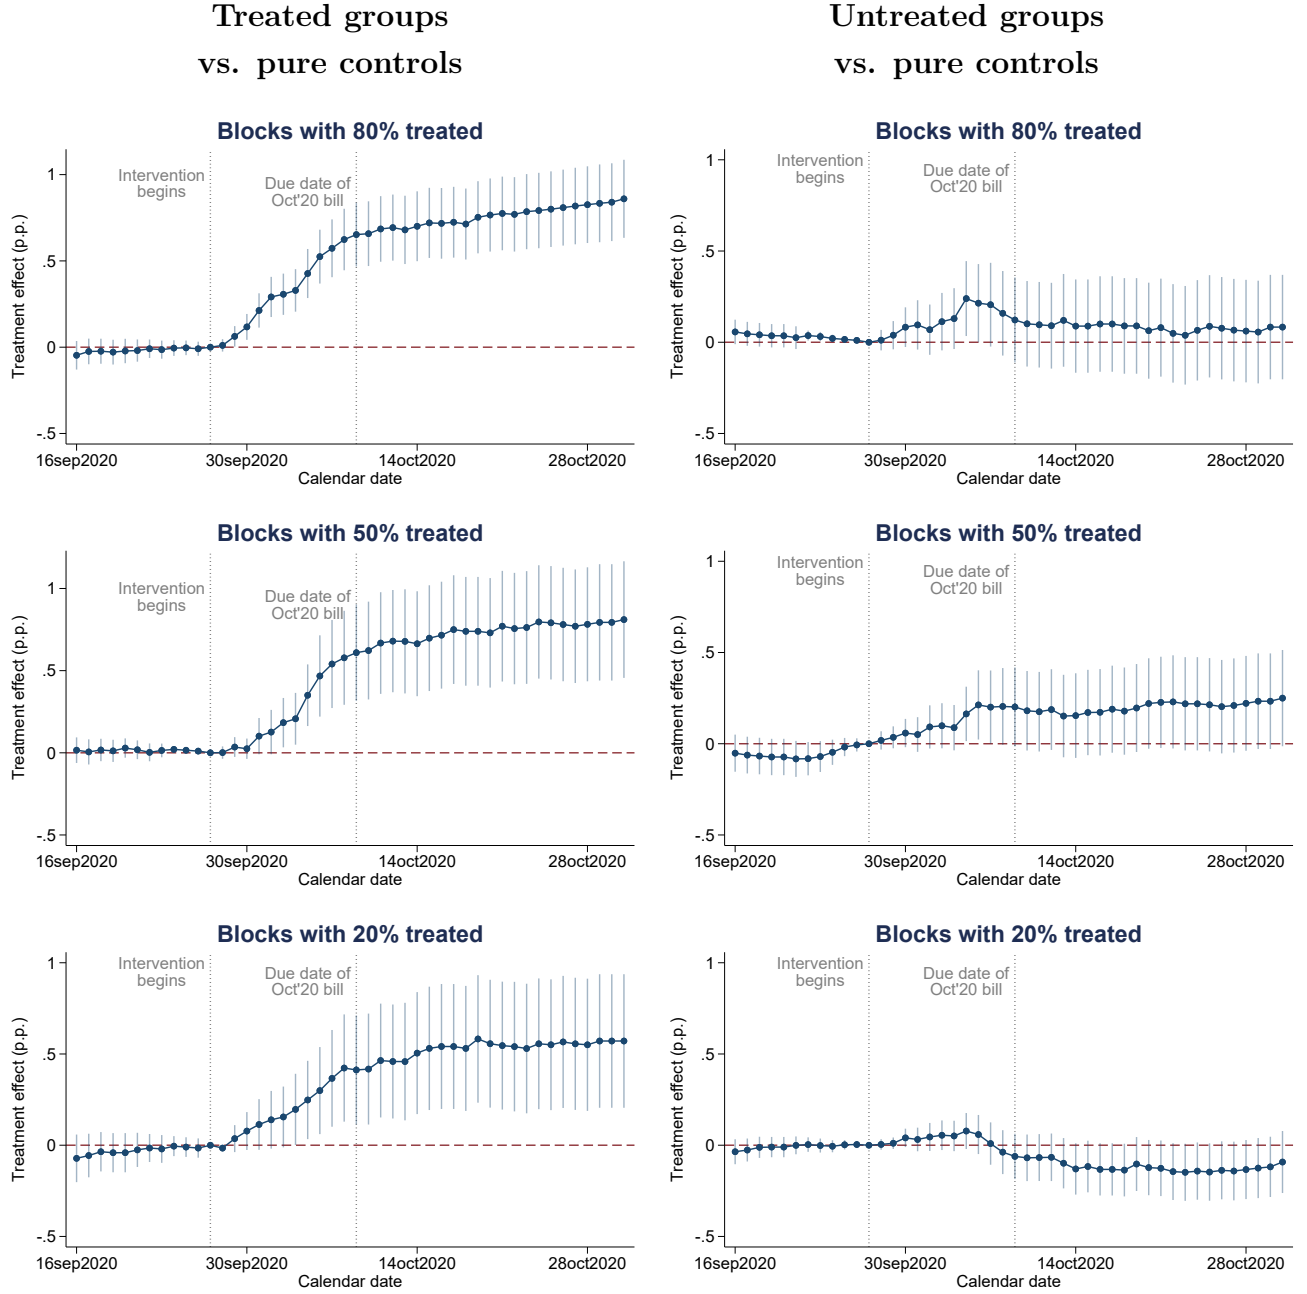 Treated groups
vs. pure controls
Untreated groups
vs. pure controls
Blocks with 80% treated
Treatment effect (p.p.)
1
.5
0
-.5
Intervention
begins
Due date of
Oct'20 bill
16sep2020 30sep2020 14oct2020 28oct2020
Calendar date
Blocks with 80% treated
Treatment effect (p.p.)
1
.5
0
-.5
Intervention
begins
Due date of
Oct'20 bill
16sep2020 30sep2020 14oct2020 28oct2020
Calendar date
Blocks with 50% treated
Treatment effect (p.p.)
1
.5
0
-.5
Intervention
begins
Due date of
Oct'20 bill
16sep2020 30sep2020 14oct2020 28oct2020
Calendar date
Blocks with 50% treated
Treatment effect (p.p.)
1
.5
0
-.5
Intervention
begins
Due date of
Oct'20 bill
16sep2020 30sep2020 14oct2020 28oct2020
Calendar date
Blocks with 20% treated
Treatment effect (p.p.)
1
.5
0
-.5
Intervention
begins
Due date of
Oct'20 bill
16sep2020 30sep2020 14oct2020 28oct2020
Calendar date
Blocks with 20% treated
Treatment effect (p.p.)
1
.5
0
-.5
Intervention
begins
Due date of
Oct'20 bill
16sep2020 30sep2020 14oct2020 28oct2020
Calendar date